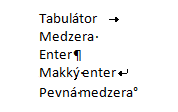 Tabulátor →
Medzera·
Enter¶
Makký·enter↵
Pevná·medzera°